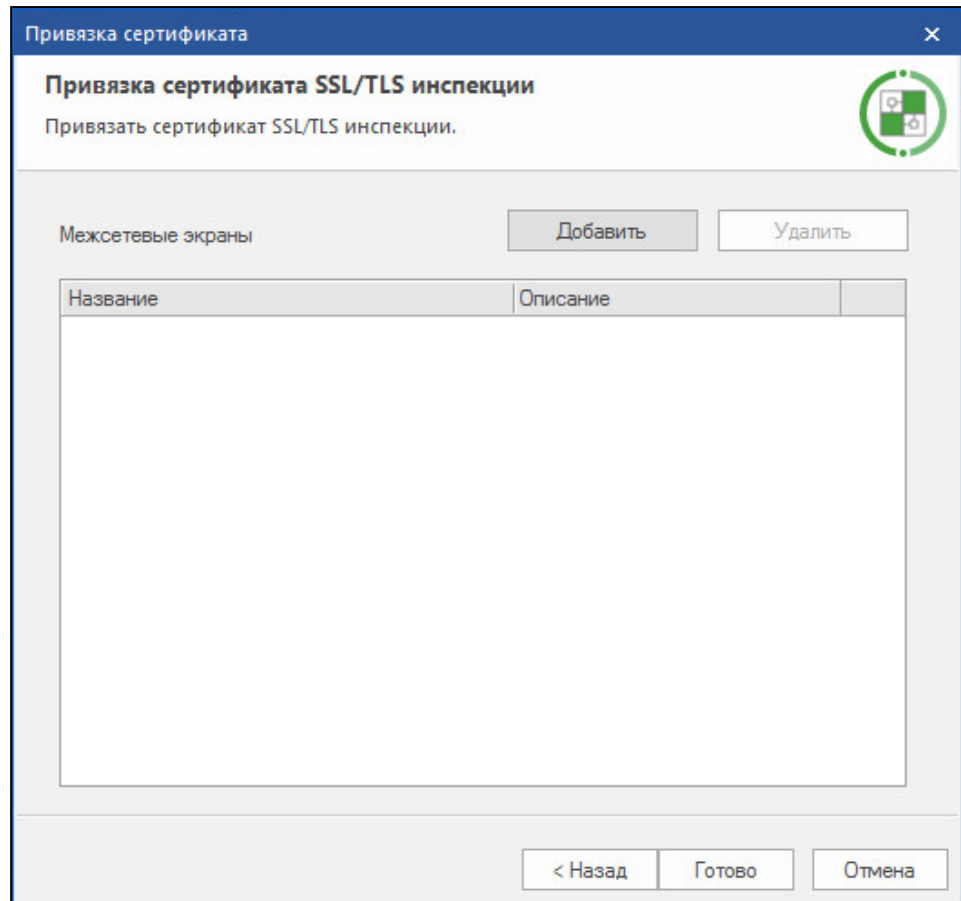 Привязка сертификата
Привязка сертификата SSL/TLS инспекции
Привязать сертификат SSL/TLS инспекции.
Межсетевые экраны Добавить Удалить
Название Описание
< Назад Готово Отмена